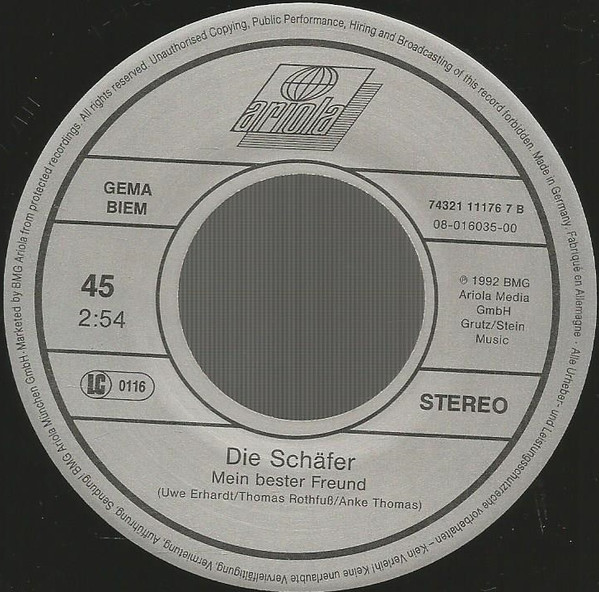 Marketed by BMG Ariola from protected recordings. All rights reserved. Unauthorised Copying, Public Performance, Hiring and Broadcasting of this record forbidden. Made in Germany, Fabriqué en Allemagne · Alle Urheber- und Leistungsschutzrechte vorbehalten – Kein Verleih! Keine unerlaubte Vervielfältigung, Vermietung, Aufführung, Sendung! BMG Ariola München GmbH ·
ariola
GEMA
BIEM
74321 11176 7 B
08-016035-00
45
2:54
℗ 1992 BMG
Ariola Media
GmbH
Grutz/Stein
Music
LC 0116
STEREO
Die Schäfer
Mein bester Freund
(Uwe Erhardt/Thomas Rothfuß/Anke Thomas)